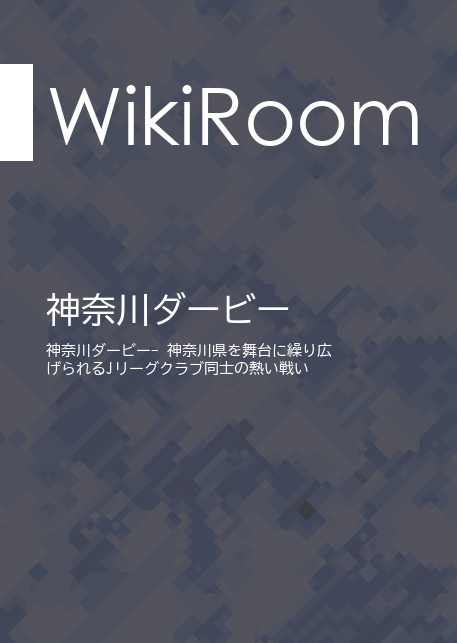 WikiRoom
神奈川ダービー
神奈川ダービー– 神奈川県を舞台に繰り広
げられるJリーグクラブ同士の熱い戦い